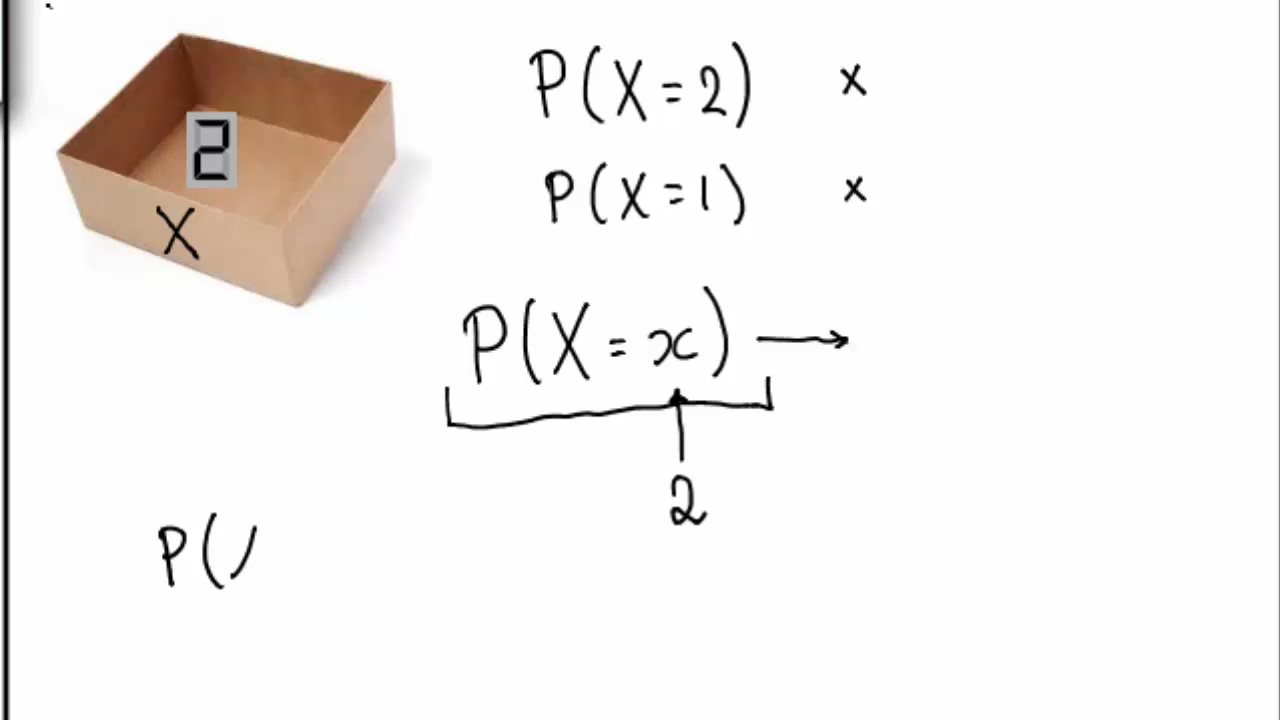 2
X
P(X=2) x
P(X=1) x
P(X=x) →
2
P(